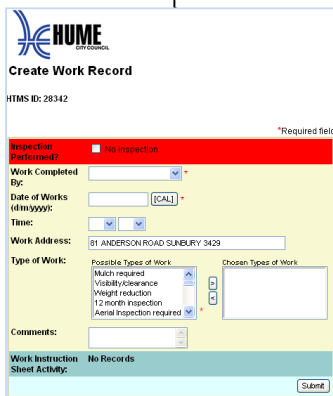 HUME
CITY COUNCIL
Create Work Record
HTMS ID: 28342
*Required field
Inspection Performed?
No Inspection
Work Completed By:
*
Date of Works (d/m/yyyy):
[CAL] *
Time:
Work Address:
81 ANDERSON ROAD SUNBURY 3429
Type of Work:
Possible Types of Work
Chosen Types of Work
Mulch required
Visibility/clearance
Weight reduction
12 month inspection
Aerial Inspection required
>
<
*
Comments:
Work Instruction Sheet Activity:
No Records
Submit